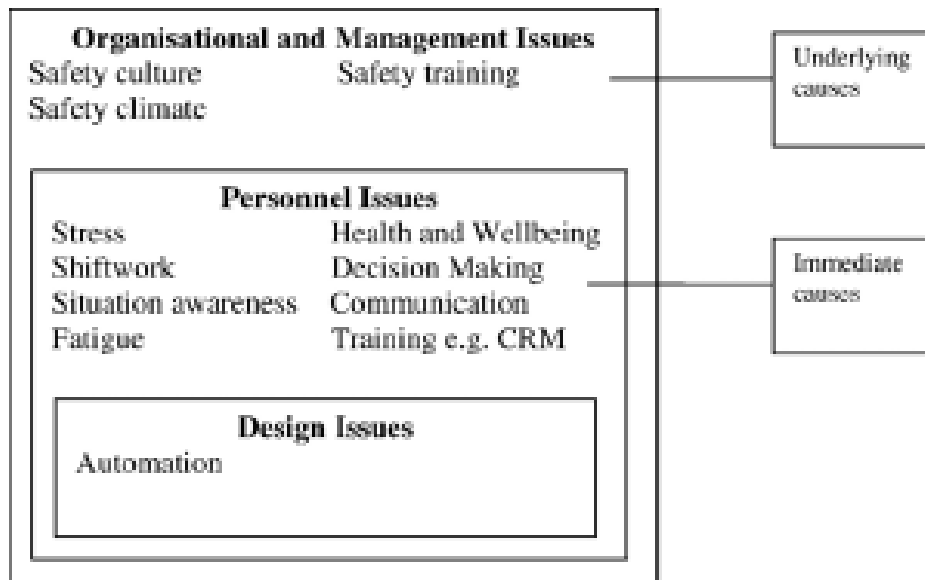 Organisational and Management Issues
Safety culture Safety training
Safety climate
Underlying
causes
Personnel Issues
Stress Health and Wellbeing
Shiftwork Decision Making
Situation awareness Communication
Fatigue Training e.g. CRM
Immediate
causes
Design Issues
Automation